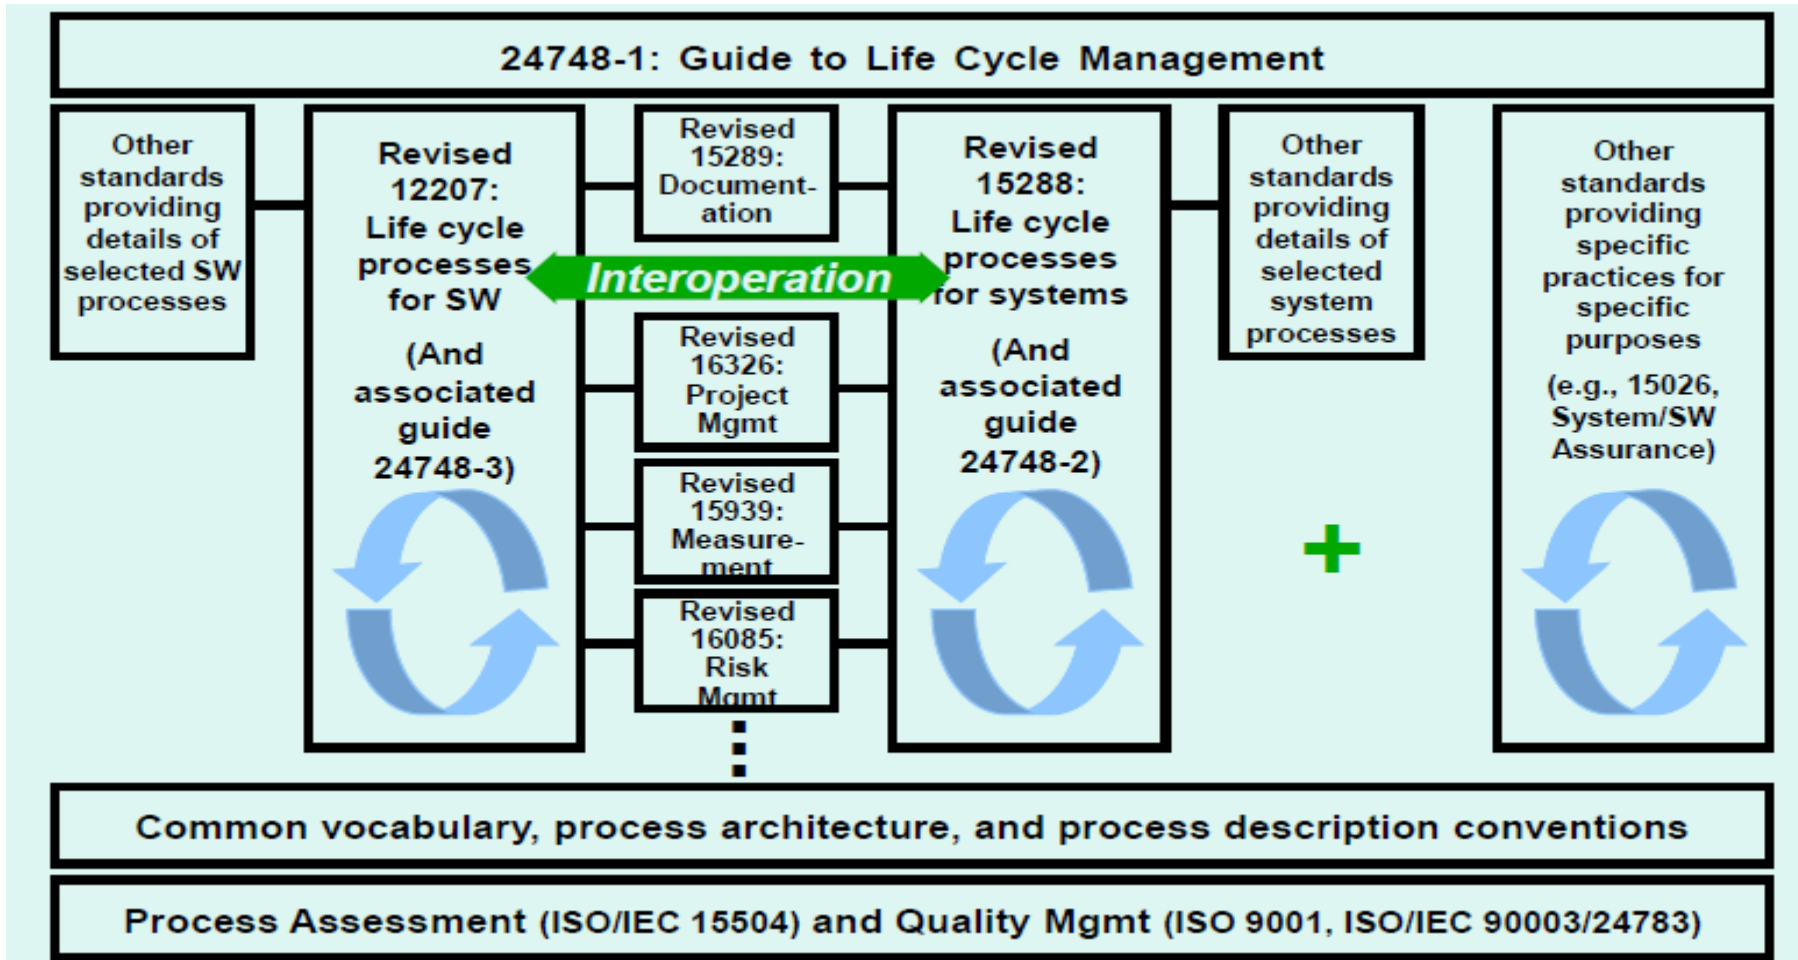 24748-1: Guide to Life Cycle Management
Other
standards
providing
details of
selected SW
processes
Revised
12207:
Life cycle
processes
for SW
(And
associated
guide
24748-3)
Revised
15289:
Document-
ation
Interoperation
Revised
16326:
Project
Mgmt
Revised
15939:
Measure-
ment
Revised
16085:
Risk
Mgmt
Revised
15288:
Life cycle
processes
for systems
(And
associated
guide
24748-2)
Other
standards
providing
details of
selected
system
processes
+
Other
standards
providing
specific
practices for
specific
purposes
(e.g., 15026,
System/SW
Assurance)
Common vocabulary, process architecture, and process description conventions
Process Assessment (ISO/IEC 15504) and Quality Mgmt (ISO 9001, ISO/IEC 90003/24783)